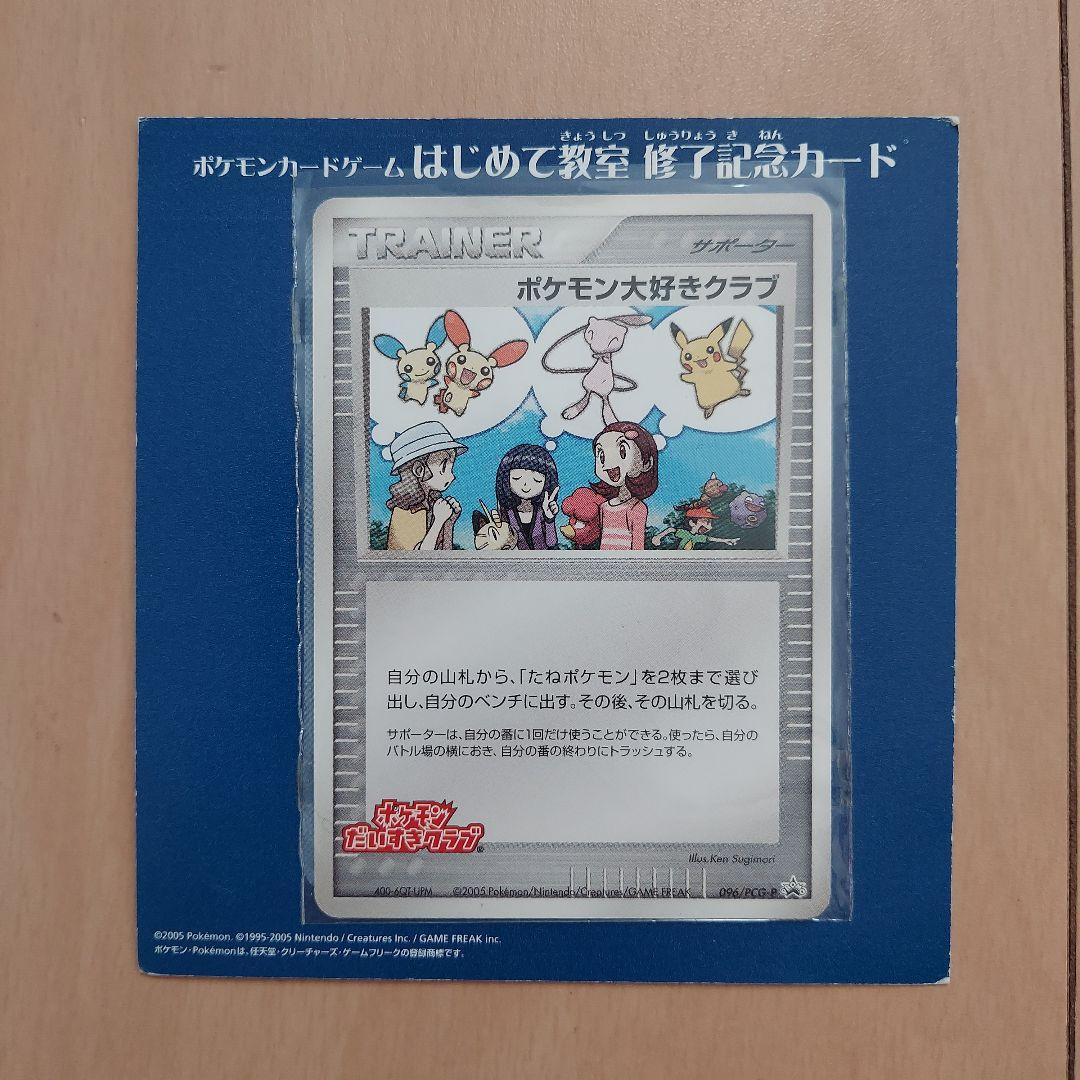 きょうしつ しゅうりょう き ねん
ポケモンカードゲーム はじめて教室 修了記念カード
TRAINER サポーター
ポケモン大好きクラブ
自分の山札から、「たねポケモン」を2枚まで選び
出し、自分のベンチに出す。その後、その山札を切る。
サポーターは、自分の番に1回だけ使うことができる。使ったら、自分の
バトル場の横におき、自分の番の終わりにトラッシュする。
ポケモン
だいすきクラブ®
Illus. Ken Sugimori
400-6QT-UPM ©2005 Pokémon/Nintendo/Creatures/GAME FREAK 096/PCG-P
©2005 Pokémon. ©1995-2005 Nintendo / Creatures Inc. / GAME FREAK inc.
ポケモン・Pokémonは、任天堂・クリーチャーズ・ゲームフリークの登録商標です。